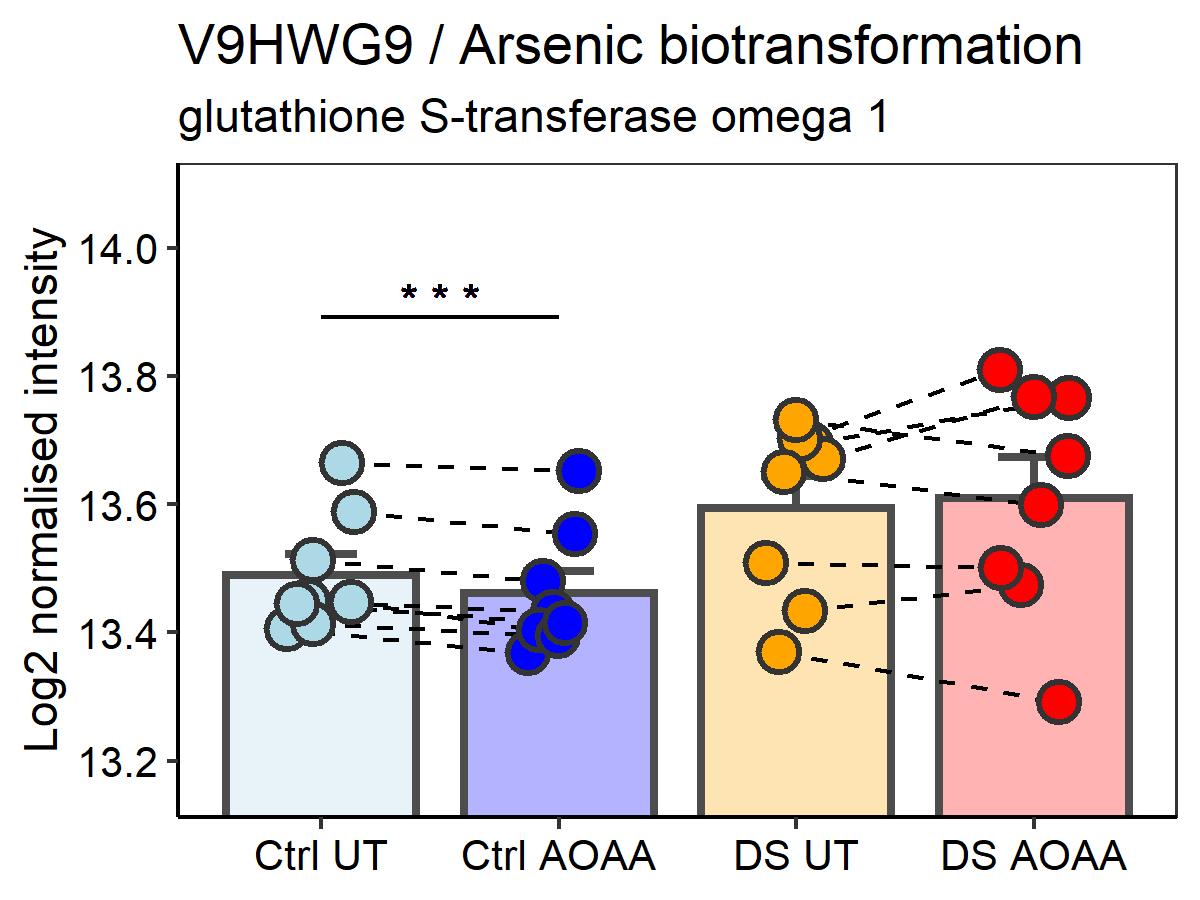 V9HWG9 / Arsenic biotransformation
glutathione S-transferase omega 1
Log2 normalised intensity
14.0
13.8
13.6
13.4
13.2
***
Ctrl UT
Ctrl AOAA
DS UT
DS AOAA